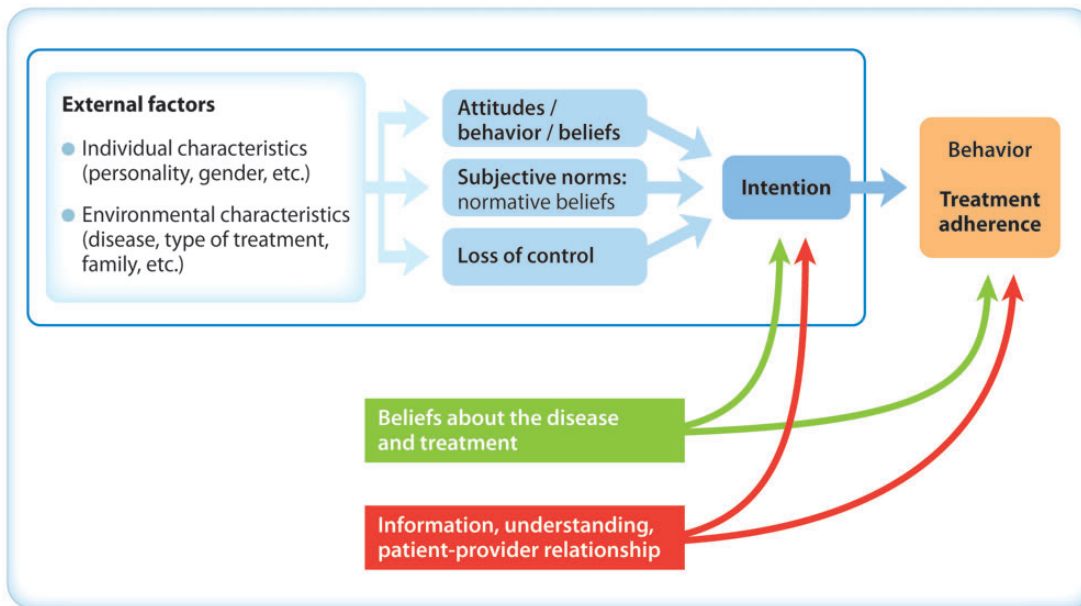 External factors
Individual characteristics
(personality, gender, etc.)
Environmental characteristics
(disease, type of treatment,
family, etc.)
Attitudes /
behavior / beliefs
Subjective norms:
normative beliefs
Loss of control
Intention
Behavior
Treatment
adherence
Beliefs about the disease
and treatment
Information, understanding,
patient-provider relationship